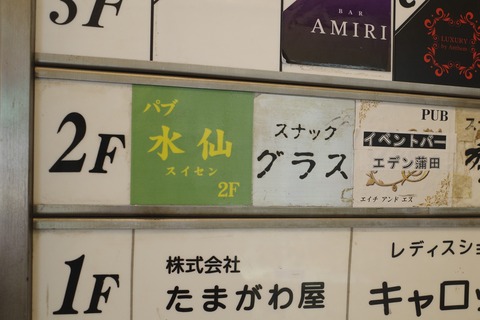 3F
BAR
AMIRI
LUXURY
2F
パブ
水仙
スイセン
2F
スナック
グラス
PUB
イベントバー
エデン蒲田
エイチ アンド エス
1F
株式会社
たまがわ屋
レディスショ
キャロッ